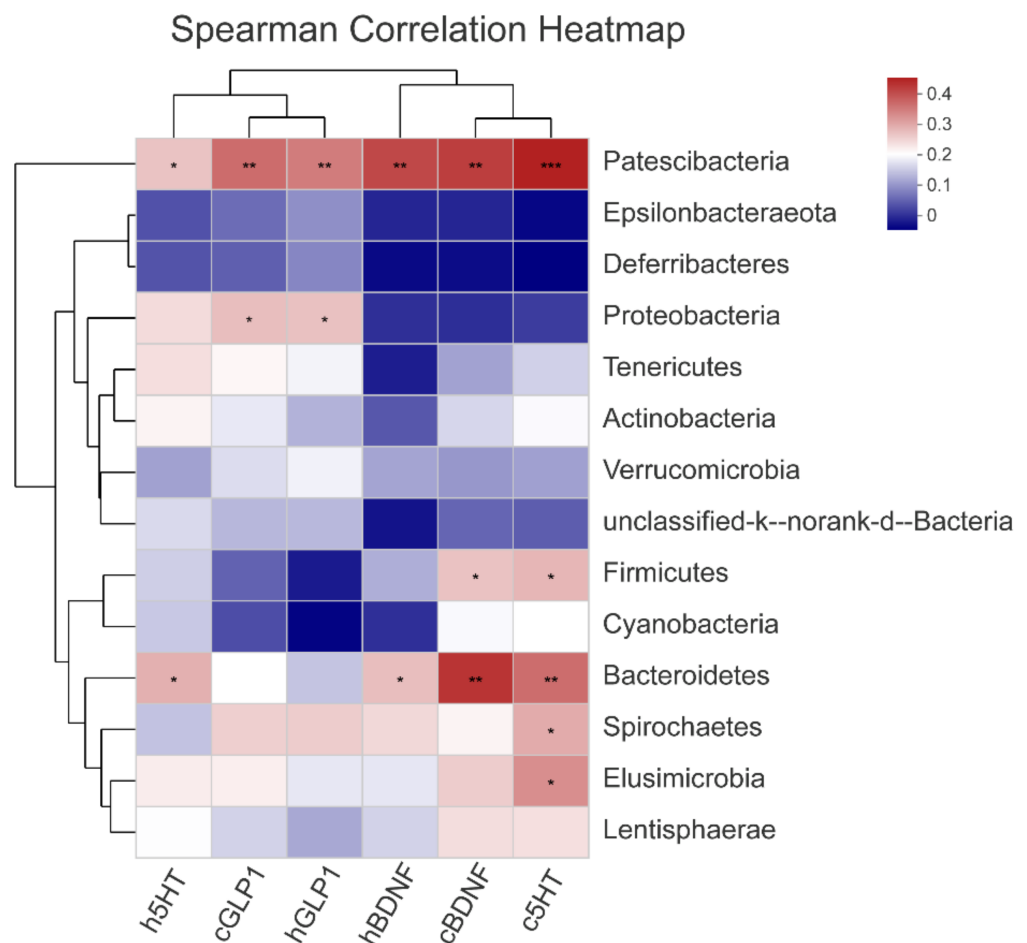 Spearman Correlation Heatmap
0.4
0.3
0.2
0.1
0
* ** ** ** ** *** Patescibacteria
Epsilonbacteraeota
Deferribacteres
* * Proteobacteria
Tenericutes
Actinobacteria
Verrucomicrobia
unclassified-k--norank-d--Bacteria
* * Firmicutes
Cyanobacteria
* * ** ** Bacteroidetes
* Spirochaetes
* Elusimicrobia
Lentisphaerae
h5HT cGLP1 hGLP1 hBDNF cBDNF c5HT